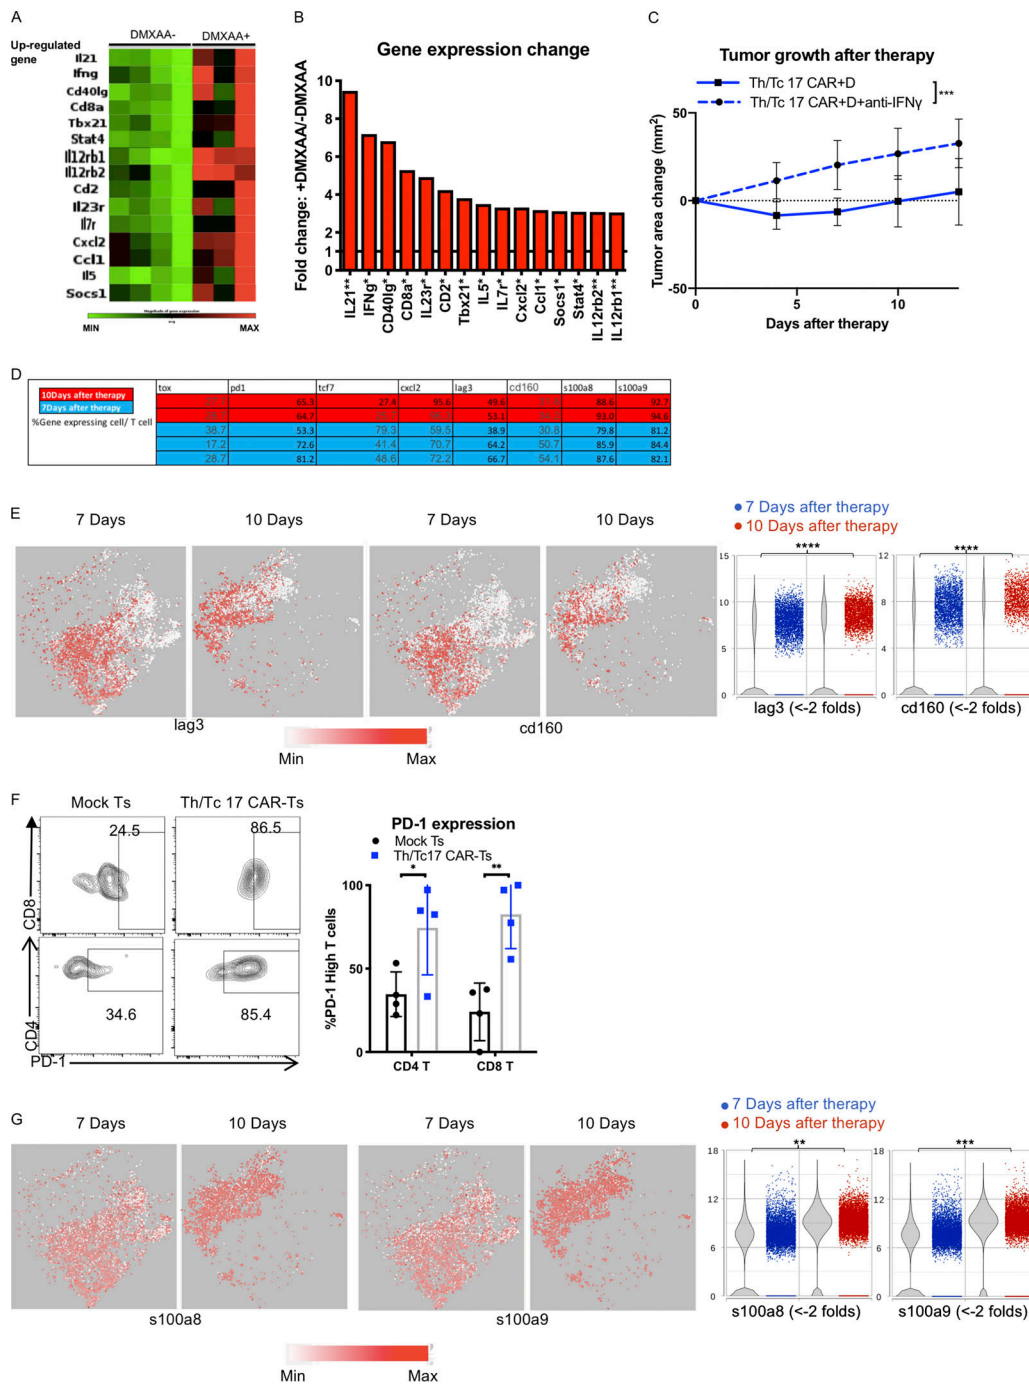 A
Up-regulated
gene
DMXAA-
DMXAA+
Il21
Ifng
Cd40lg
Cd8a
Tbx21
Stat4
Il12rb1
Il12rb2
Cd2
Il23r
Il7r
Cxcl2
Ccl1
Il5
Socs1
Magnitude of gene expression
MIN
MAX
B
Gene expression change
Fold change: +DMXAA/-DMXAA
10
8
6
4
2
1
0
IL21**
IFNg*
CD40lg*
CD8a*
IL23r*
CD2*
Tbx21*
IL5*
IL7r*
Cxcl2*
Ccl1*
Socs1*
Stat4*
IL12rb2**
IL12rb1**
C
Tumor growth after therapy
Th/Tc 17 CAR+D
Th/Tc 17 CAR+D+anti-IFNγ
***
Tumor area change (mm²)
50
0
-50
0
5
10
Days after therapy
D
10Days after therapy
7Days after therapy
%Gene expressing cell/ T cell
tox pd1 tcf7 cxcl2 lag3 cd160 s100a8 s100a9
65.3 27.4 95.6 49.6 88.6 92.7
64.7 53.1 93.0 94.6
38.7 53.3 79.3 59.5 38.9 30.8 79.8 81.2
17.2 72.6 41.4 70.7 64.2 50.7 85.9 84.4
28.7 81.2 48.6 72.2 66.7 54.1 87.6 82.1
E
7 Days
10 Days
7 Days
10 Days
lag3
cd160
Min
Max
7 Days after therapy
10 Days after therapy
15
10
5
0
****
lag3 (<-2 folds)
12
8
4
0
****
cd160 (<-2 folds)
F
Mock Ts
Th/Tc 17 CAR-Ts
24.5
86.5
CD8
34.6
85.4
CD4
PD-1
PD-1 expression
Mock Ts
Th/Tc17 CAR-Ts
%PD-1 High T cells
100
50
0
*
**
CD4 T
CD8 T
G
7 Days
10 Days
7 Days
10 Days
s100a8
s100a9
Min
Max
7 Days after therapy
10 Days after therapy
18
12
6
0
**
s100a8 (<-2 folds)
18
12
6
0
***
s100a9 (<-2 folds)